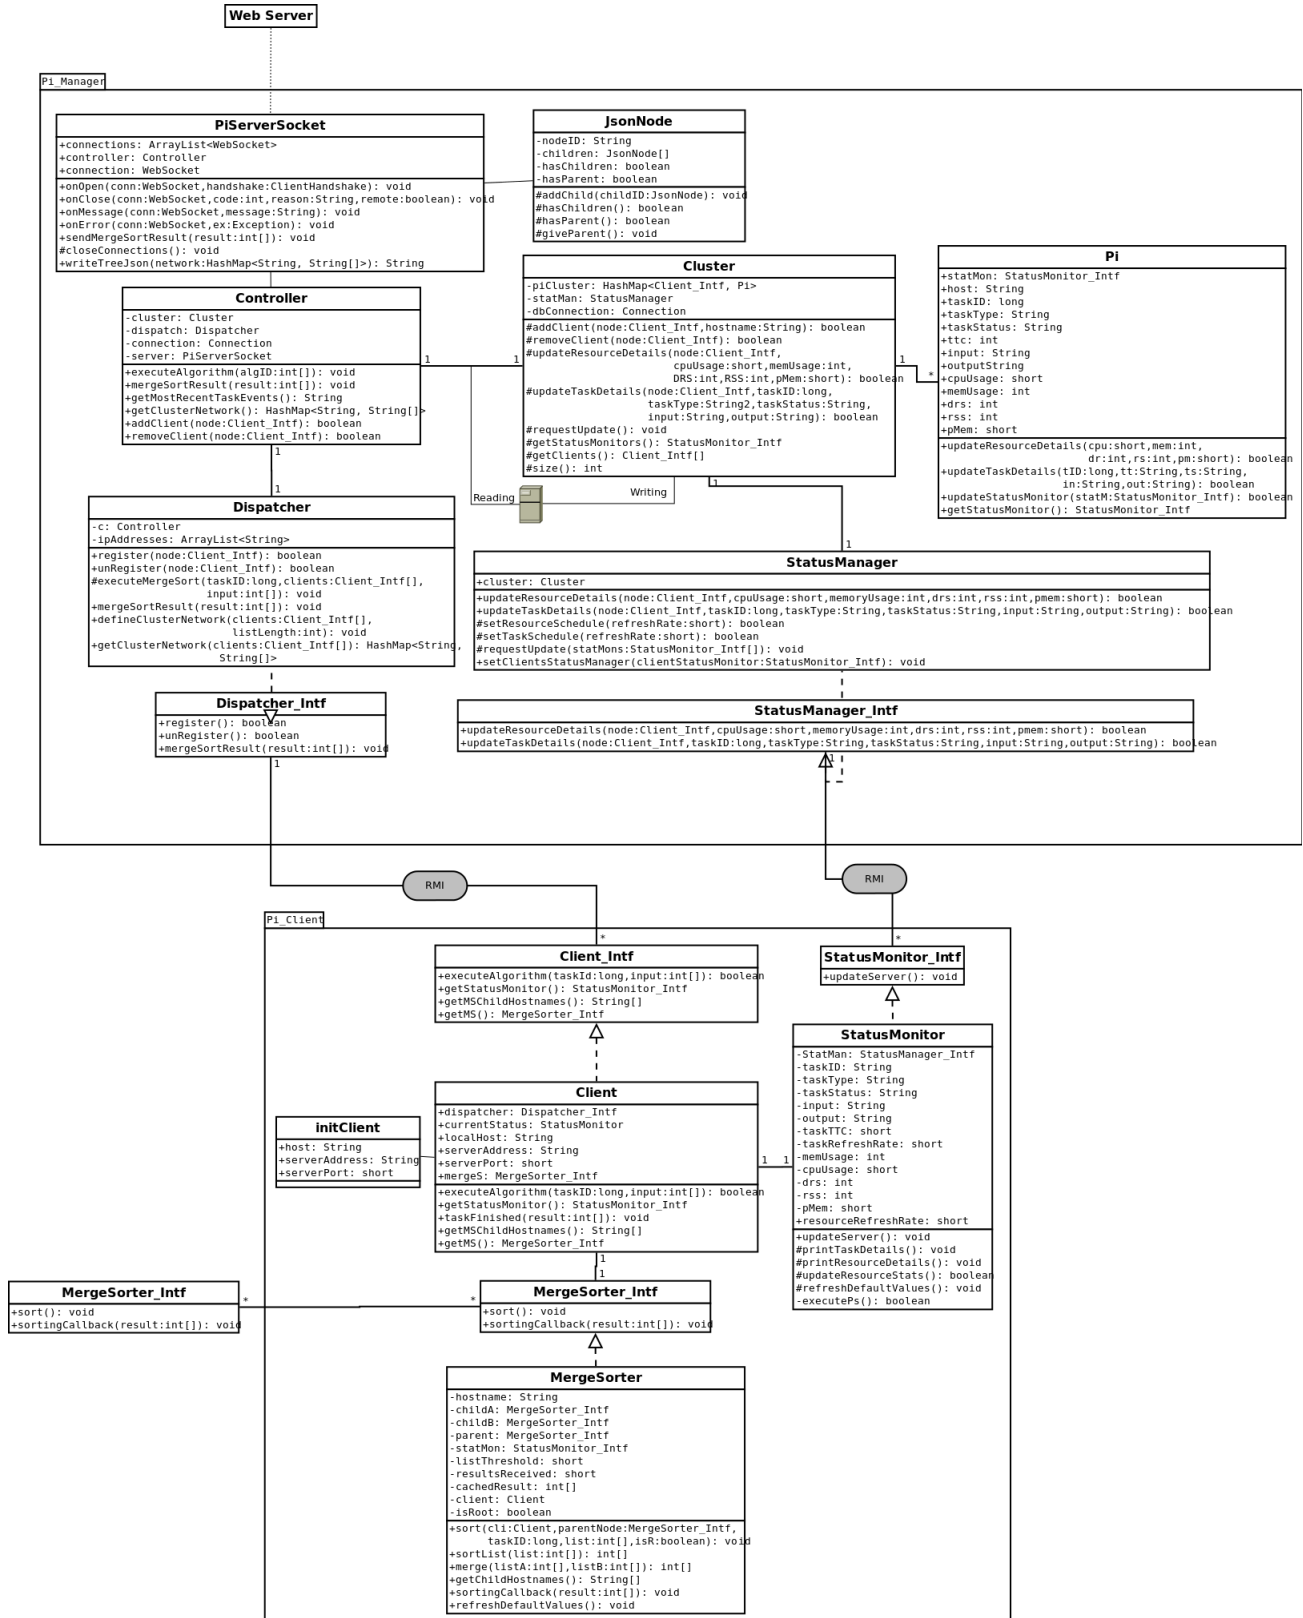 Web Server
Pi_Manager
PiServerSocket
+connections: ArrayList<WebSocket>
+controller: Controller
+connection: WebSocket
+onOpen(conn:WebSocket,handshake:ClientHandshake): void
+onClose(conn:WebSocket,code:int,reason:String,remote:boolean): void
+onMessage(conn:WebSocket,message:String): void
+onError(conn:WebSocket,ex:Exception): void
+sendMergeSortResult(result:int[]): void
#closeConnections(): void
+writeTreeJson(network:HashMap<String, String[]>): String
JsonNode
-nodeID: String
-children: JsonNode[]
-hasChildren: boolean
-hasParent: boolean
#addChild(childID:JsonNode): void
#hasChildren(): boolean
#hasParent(): boolean
#giveParent(): void
Controller
-cluster: Cluster
-dispatch: Dispatcher
-connection: Connection
-server: PiServerSocket
+executeAlgorithm(algID:int[]): void
+mergeSortResult(result:int[]): void
+getMostRecentTaskEvents(): String
+getClusterNetwork(): HashMap<String, String[]>
+addClient(node:Client_Intf): boolean
+removeClient(node:Client_Intf): boolean
1
1
Cluster
-piCluster: HashMap<Client_Intf, Pi>
-statMan: StatusManager
-dbConnection: Connection
#addClient(node:Client_Intf,hostname:String): boolean
#removeClient(node:Client_Intf): boolean
#updateResourceDetails(node:Client_Intf,
cpuUsage:short,memUsage:int,
DRS:int,RSS:int,pMem:short): boolean
#updateTaskDetails(node:Client_Intf,taskID:long,
taskType:String2,taskStatus:String,
input:String,output:String): boolean
#requestUpdate(): void
#getStatusMonitors(): StatusMonitor_Intf
#getClients(): Client_Intf[]
#size(): int
1
*
Pi
+statMon: StatusMonitor_Intf
+host: String
+taskID: long
+taskType: String
+taskStatus: String
+ttc: int
+input: String
+outputString
+cpuUsage: short
+memUsage: int
+drs: int
+rss: int
+pMem: short
+updateResourceDetails(cpu:short,mem:int,
dr:int,rs:int,pm:short): boolean
+updateTaskDetails(tID:long,tt:String,ts:String,
in:String,out:String): boolean
+updateStatusMonitor(statM:StatusMonitor_Intf): boolean
+getStatusMonitor(): StatusMonitor_Intf
Reading
Writing
1
1
1
1
Dispatcher
-c: Controller
-ipAddresses: ArrayList<String>
+register(node:Client_Intf): boolean
+unRegister(node:Client_Intf): boolean
#executeMergeSort(taskID:long,clients:Client_Intf[],
input:int[]): void
+mergeSortResult(result:int[]): void
+defineClusterNetwork(clients:Client_Intf[],
listLength:int): void
+getClusterNetwork(clients:Client_Intf[]): HashMap<String,
String[]>
StatusManager
+cluster: Cluster
+updateResourceDetails(node:Client_Intf,cpuUsage:short,memoryUsage:int,drs:int,rss:int,pmem:short): boolean
+updateTaskDetails(node:Client_Intf,taskID:long,taskType:String,taskStatus:String,input:String,output:String): boolean
#setResourceSchedule(refreshRate:short): boolean
#setTaskSchedule(refreshRate:short): boolean
#requestUpdate(statMons:StatusMonitor_Intf[]): void
+setClientsStatusManager(clientStatusMonitor:StatusMonitor_Intf): void
Dispatcher_Intf
+register(): boolean
+unRegister(): boolean
+mergeSortResult(result:int[]): void
1
StatusManager_Intf
+updateResourceDetails(node:Client_Intf,cpuUsage:short,memoryUsage:int,drs:int,rss:int,pmem:short): boolean
+updateTaskDetails(node:Client_Intf,taskID:long,taskType:String,taskStatus:String,input:String,output:String): boolean
1
RMI
RMI
Pi_Client
*
*
Client_Intf
+executeAlgorithm(taskId:long,input:int[]): boolean
+getStatusMonitor(): StatusMonitor_Intf
+getMSChildHostnames(): String[]
+getMS(): MergeSorter_Intf
StatusMonitor_Intf
+updateServer(): void
Client
+dispatcher: Dispatcher_Intf
+currentStatus: StatusMonitor
+localHost: String
+serverAddress: String
+serverPort: short
+mergeS: MergeSorter_Intf
+executeAlgorithm(taskID:long,input:int[]): boolean
+getStatusMonitor(): StatusMonitor_Intf
+taskFinished(result:int[]): void
+getMSChildHostnames(): String[]
+getMS(): MergeSorter_Intf
initClient
+host: String
+serverAddress: String
+serverPort: short
1
1
StatusMonitor
-StatMan: StatusManager_Intf
-taskID: String
-taskType: String
-taskStatus: String
-input: String
-output: String
-taskTTC: short
-taskRefreshRate: short
-memUsage: int
-cpuUsage: short
-drs: int
-rss: int
-pMem: short
+resourceRefreshRate: short
+updateServer(): void
#printTaskDetails(): void
#printResourceDetails(): void
#updateResourceStats(): boolean
#refreshDefaultValues(): void
-executePs(): boolean
1
1
MergeSorter_Intf
+sort(): void
+sortingCallback(result:int[]): void
*
*
MergeSorter_Intf
+sort(): void
+sortingCallback(result:int[]): void
MergeSorter
-hostname: String
-childA: MergeSorter_Intf
-childB: MergeSorter_Intf
-parent: MergeSorter_Intf
-statMon: StatusMonitor_Intf
-listThreshold: short
-resultsReceived: short
-cachedResult: int[]
-client: Client
-isRoot: boolean
+sort(cli:Client,parentNode:MergeSorter_Intf,
taskID:long,list:int[],isR:boolean): void
+sortList(list:int[]): int[]
+merge(listA:int[],listB:int[]): int[]
+getChildHostnames(): String[]
+sortingCallback(result:int[]): void
+refreshDefaultValues(): void